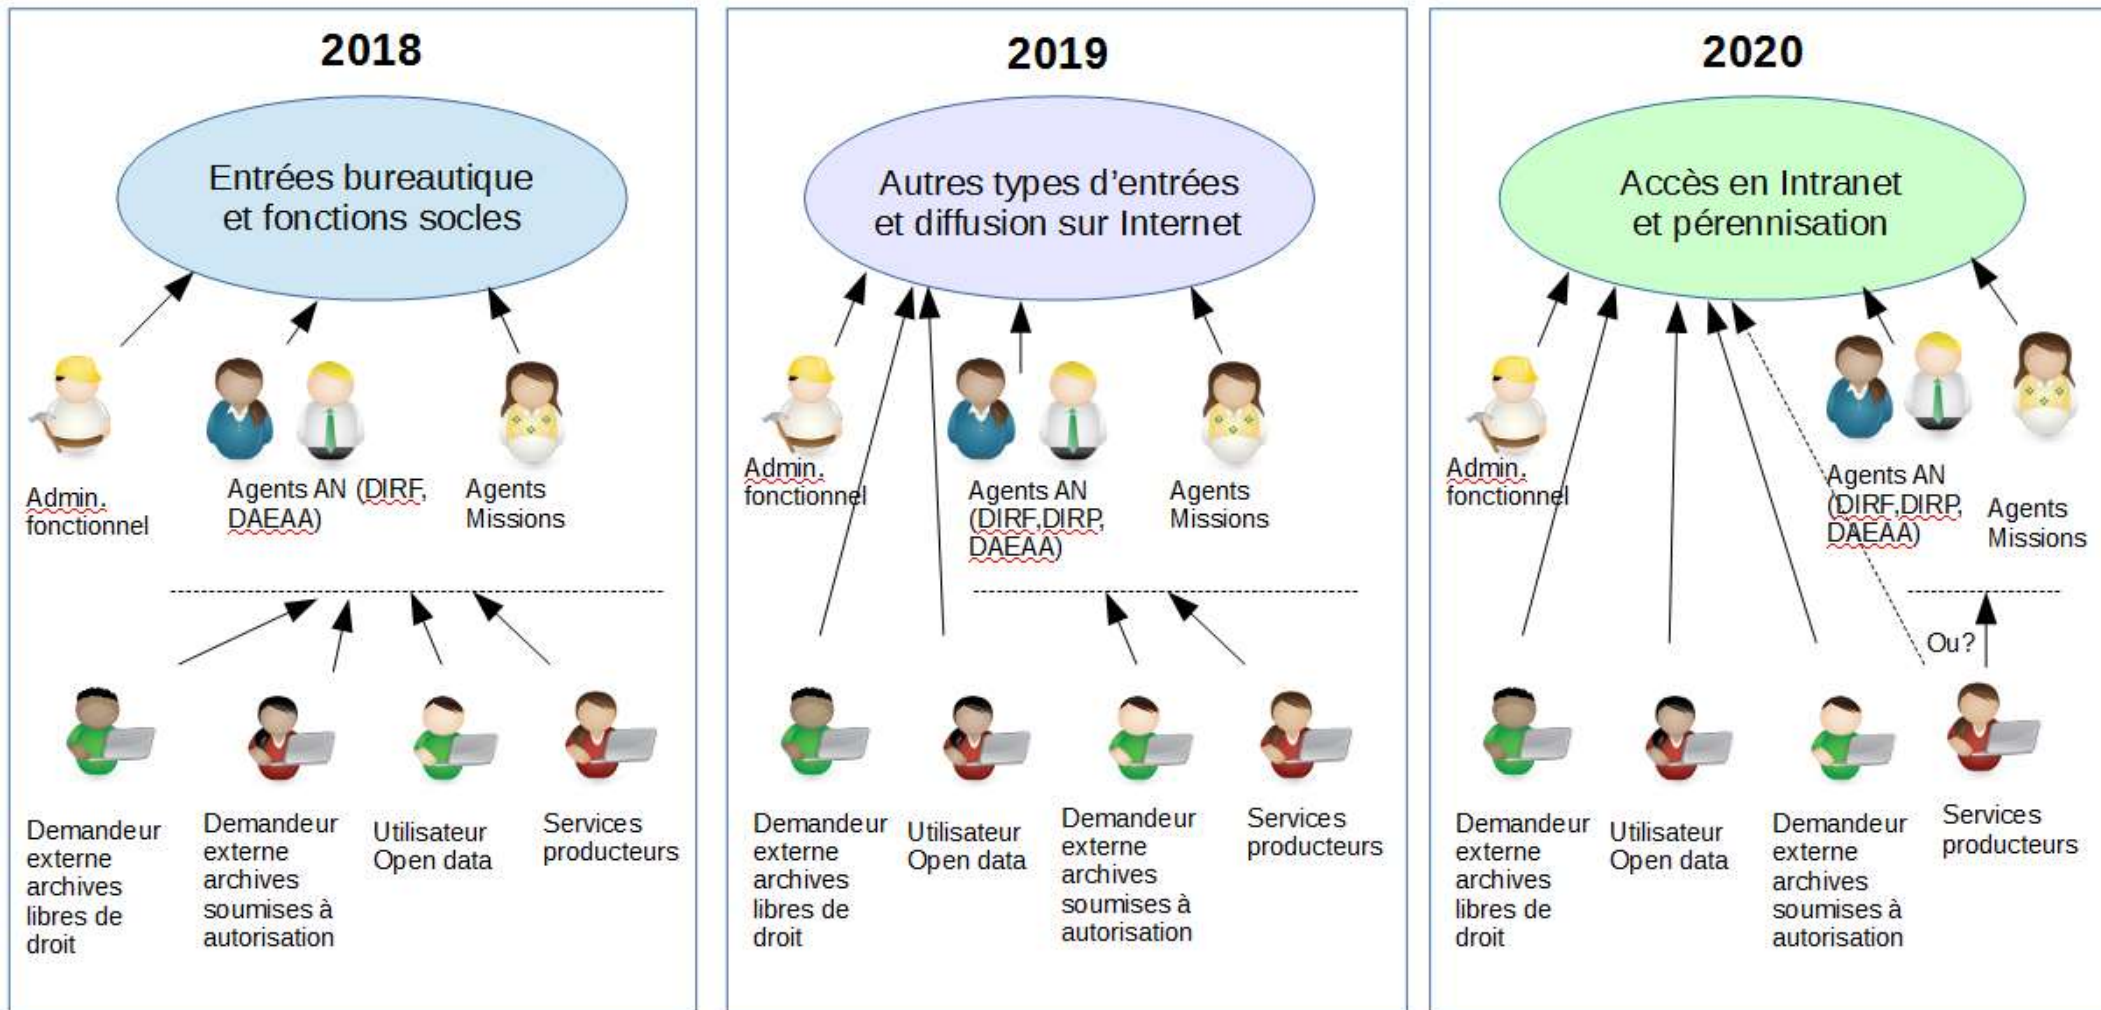 2018
Entrées bureautique
et fonctions socles
Admin.
fonctionnel
Agents AN (DIRF,
DAEAA)
Agents
Missions
Demandeur
externe
archives
libres de
droit
Demandeur
externe
archives
soumises à
autorisation
Utilisateur
Open data
Services
producteurs
2019
Autres types d'entrées
et diffusion sur Internet
Admin.
fonctionnel
Agents AN
(DIRF,DIRP,
DAEAA)
Agents
Missions
Demandeur
externe
archives
libres de
droit
Utilisateur
Open data
Demandeur
externe
archives
soumises à
autorisation
Services
producteurs
2020
Accès en Intranet
et pérennisation
Admin.
fonctionnel
Agents AN
(DIRF,DIRP,
DAEAA)
Agents
Missions
Ou?
Demandeur
externe
archives
libres de
droit
Utilisateur
Open data
Demandeur
externe
archives
soumises à
autorisation
Services
producteurs